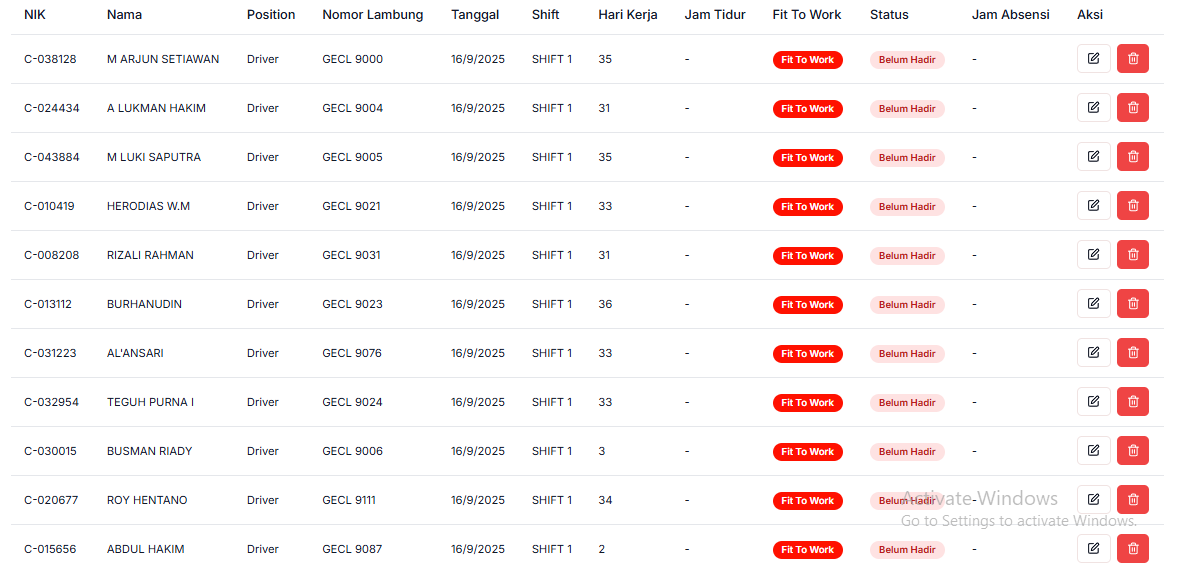 NIK Nama Position Nomor Lambung Tanggal Shift Hari Kerja Jam Tidur Fit To Work Status Jam Absensi Aksi
C-038128 M ARJUN SETIAWAN Driver GECL 9000 16/9/2025 SHIFT 1 35 - Fit To Work Belum Hadir -
C-024434 A LUKMAN HAKIM Driver GECL 9004 16/9/2025 SHIFT 1 31 - Fit To Work Belum Hadir -
C-043884 M LUKI SAPUTRA Driver GECL 9005 16/9/2025 SHIFT 1 35 - Fit To Work Belum Hadir -
C-010419 HERODIAS W.M Driver GECL 9021 16/9/2025 SHIFT 1 33 - Fit To Work Belum Hadir -
C-008208 RIZALI RAHMAN Driver GECL 9031 16/9/2025 SHIFT 1 31 - Fit To Work Belum Hadir -
C-013112 BURHANUDIN Driver GECL 9023 16/9/2025 SHIFT 1 36 - Fit To Work Belum Hadir -
C-031223 AL'ANSARI Driver GECL 9076 16/9/2025 SHIFT 1 33 - Fit To Work Belum Hadir -
C-032954 TEGUH PURNA I Driver GECL 9024 16/9/2025 SHIFT 1 33 - Fit To Work Belum Hadir -
C-030015 BUSMAN RIADY Driver GECL 9006 16/9/2025 SHIFT 1 3 - Fit To Work Belum Hadir -
C-020677 ROY HENTANO Driver GECL 9111 16/9/2025 SHIFT 1 34 - Fit To Work Belum Hadir -
Activate Windows
Go to Settings to activate Windows.
C-015656 ABDUL HAKIM Driver GECL 9087 16/9/2025 SHIFT 1 2 - Fit To Work Belum Hadir -